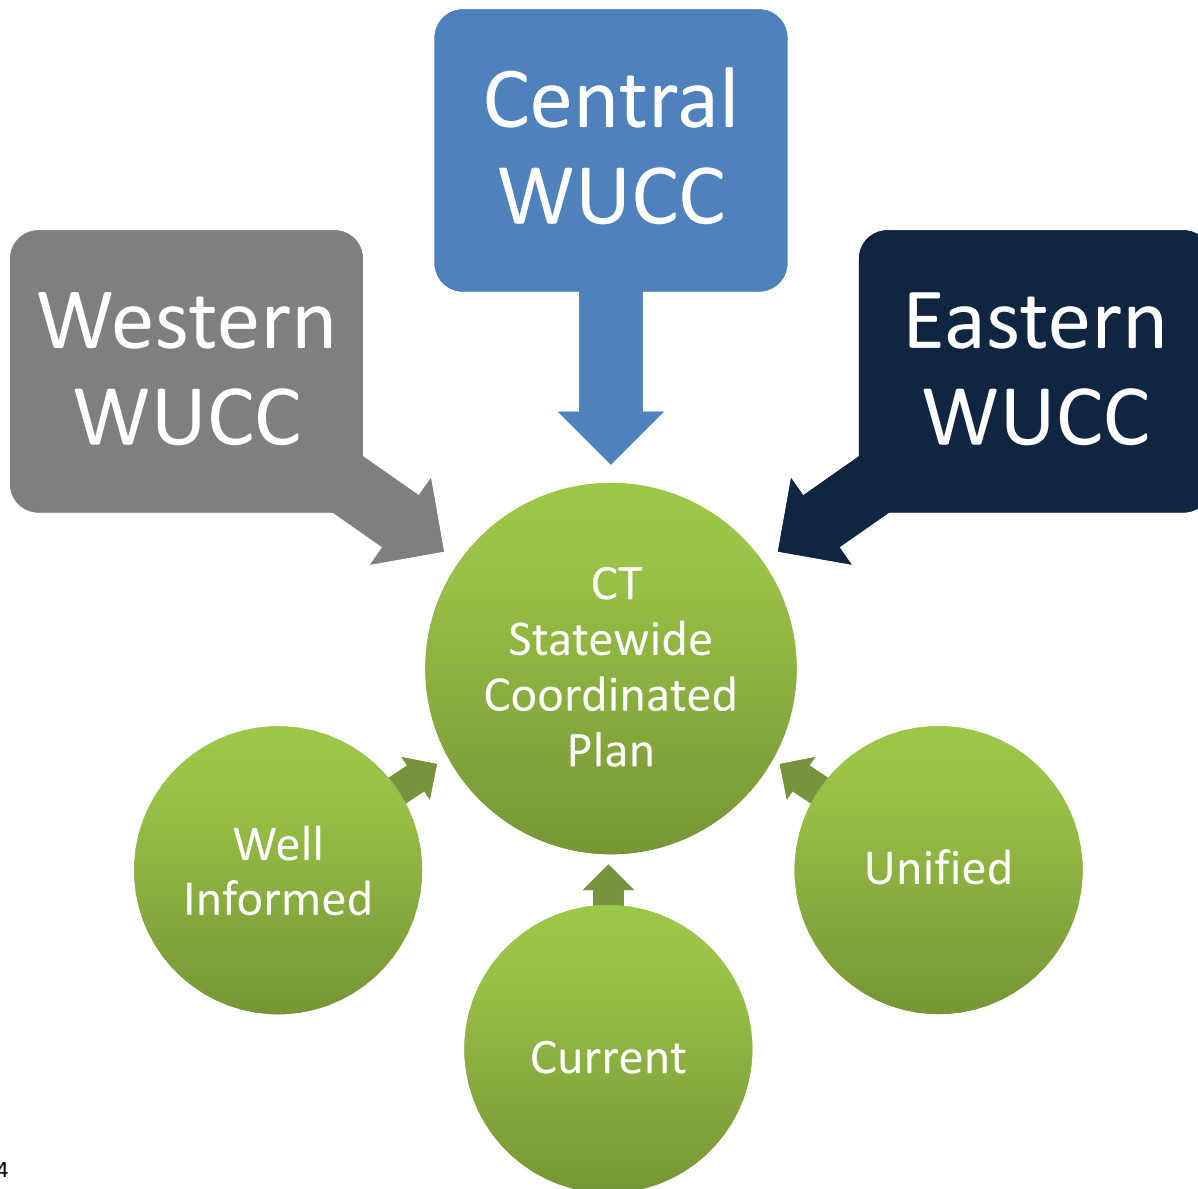 Central
WUCC
Western
WUCC
Eastern
WUCC
CT
Statewide
Coordinated
Plan
Well
Informed
Unified
Current
4